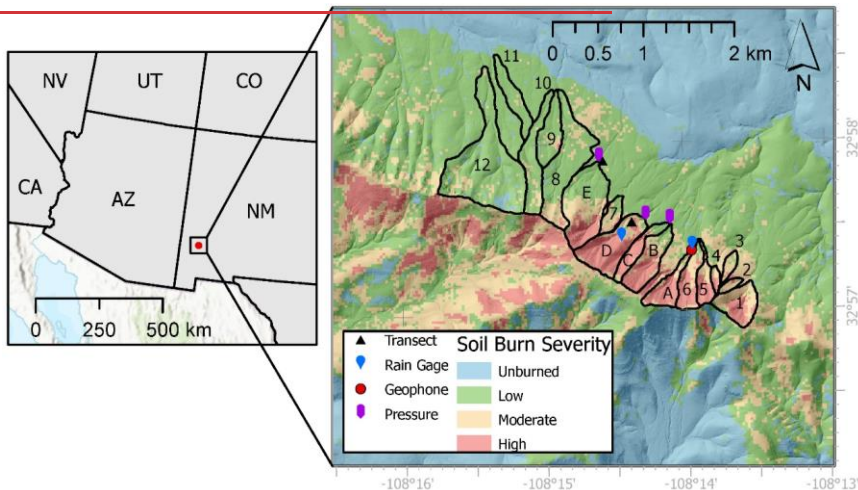 NV
UT
CO
CA
AZ
NM
0 250 500 km
0 0.5 1 2 km
N
11
10
9
12
8
E
7
D
C
B
A
6
5
4
3
2
1
Transect
Rain Gage
Geophone
Pressure
Soil Burn Severity
Unburned
Low
Moderate
High
32°58'
32°57'
-108°16'
-108°15'
-108°14'
-108°13'